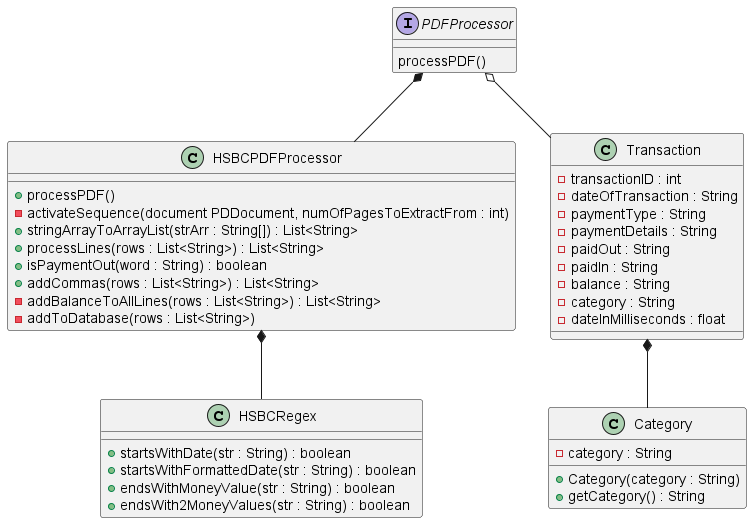 I PDFProcessor
processPDF()
C HSBCPDFProcessor
processPDF()
activateSequence(document PDDocument, numOfPagesToExtractFrom : int)
stringArrayToArrayList(strArr : String[]) : List<String>
processLines(rows : List<String>) : List<String>
isPaymentOut(word : String) : boolean
addCommas(rows : List<String>) : List<String>
addBalanceToAllLines(rows : List<String>) : List<String>
addToDatabase(rows : List<String>)
C Transaction
transactionID : int
dateOfTransaction : String
paymentType : String
paymentDetails : String
paidOut : String
paidIn : String
balance : String
category : String
dateInMilliseconds : float
C HSBCRegex
startsWithDate(str : String) : boolean
startsWithFormattedDate(str : String) : boolean
endsWithMoneyValue(str : String) : boolean
endsWith2MoneyValues(str : String) : boolean
C Category
category : String
Category(category : String)
getCategory() : String